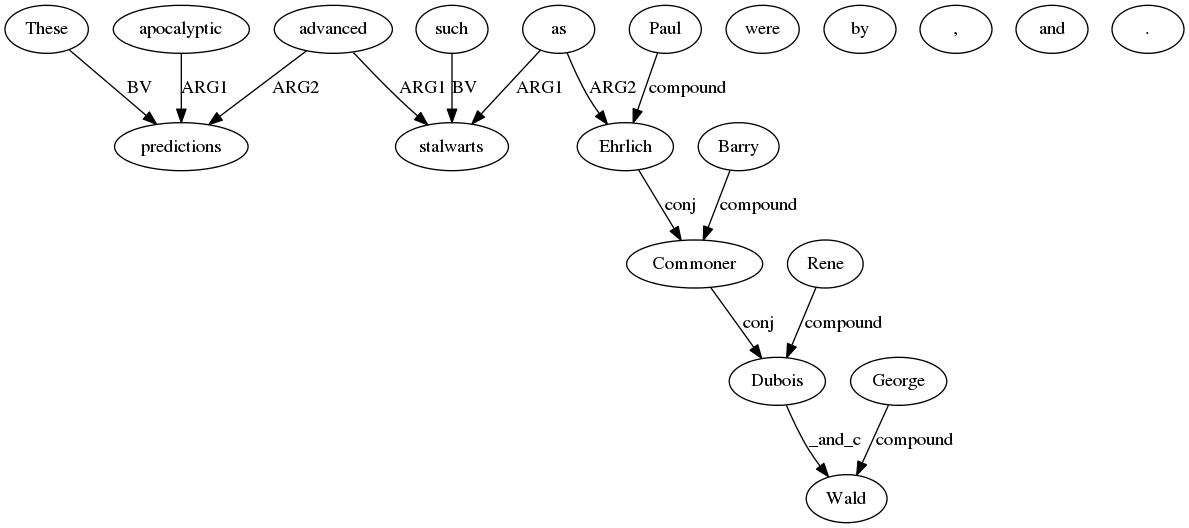 These apocalyptic advanced such as Paul were by , and .
BV ARG1 ARG2 ARG1 BV ARG1 ARG2 compound
predictions stalwarts Ehrlich Barry
conj compound
Commoner Rene
conj compound
Dubois George
_and_c compound
Wald